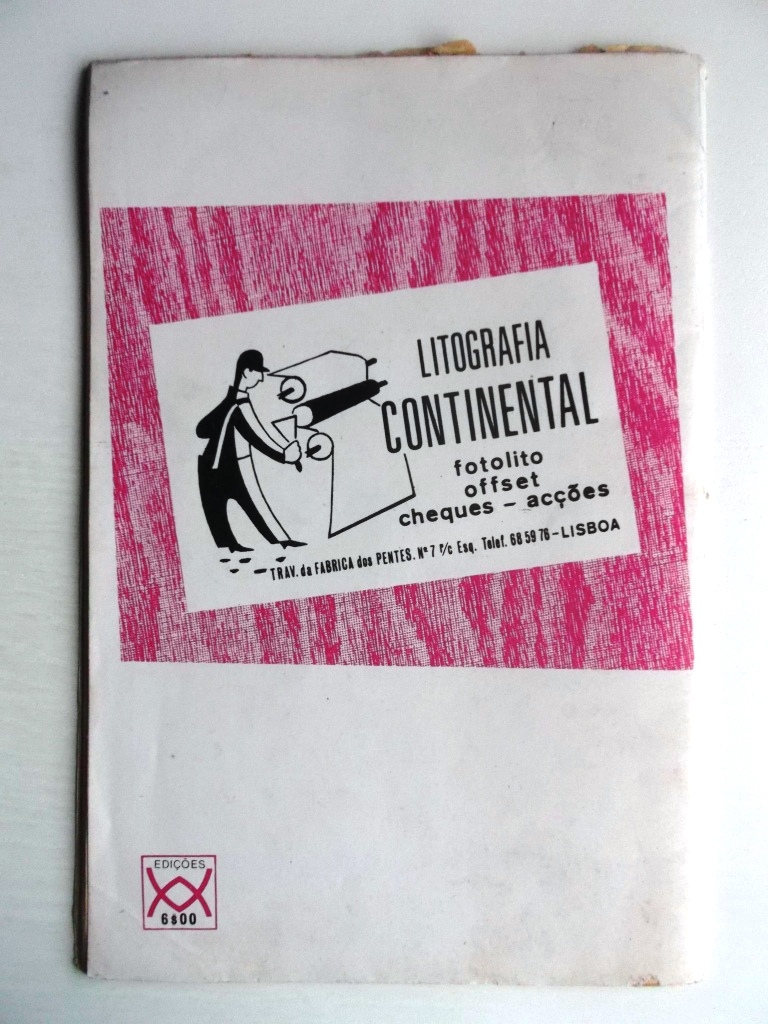 LITOGRAFIA
CONTINENTAL
fotolito
offset
cheques – acções
TRAV. da FABRICA dos PENTES. Nº 7 r/c Esq. Telef. 68 59 76 – LISBOA
EDIÇÕES
6$00